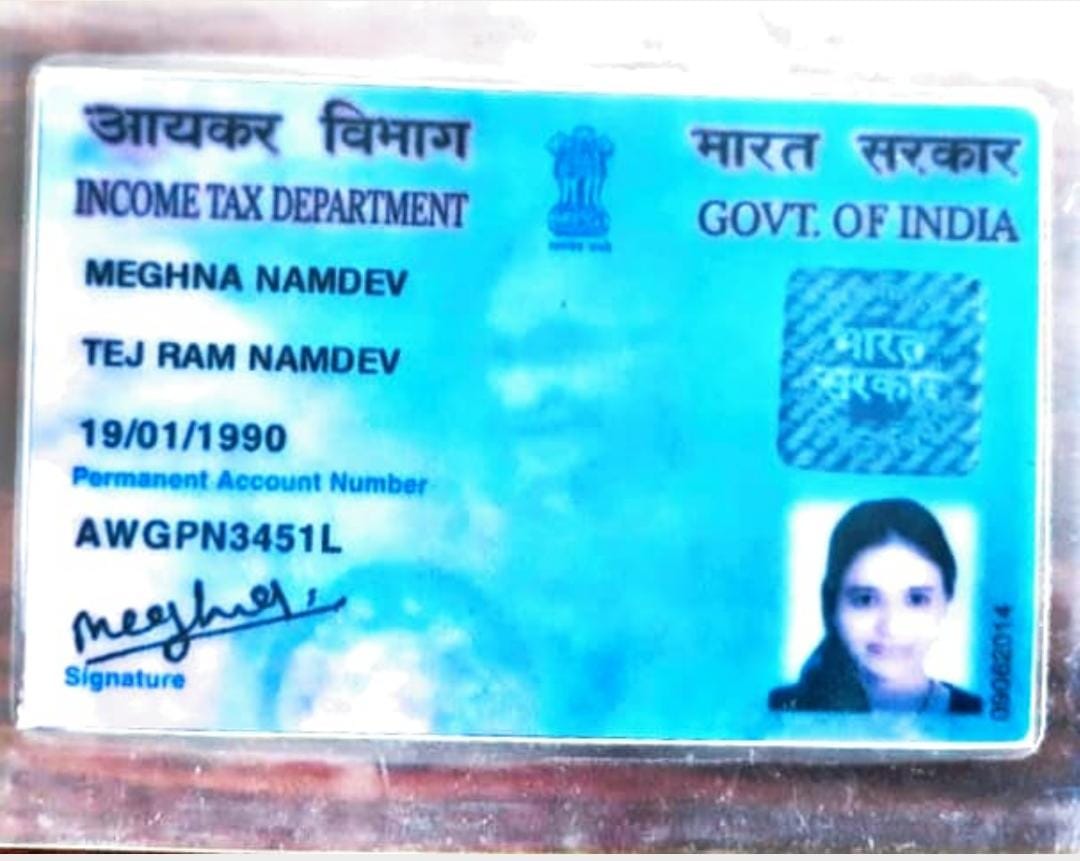 आयकर विभाग
INCOME TAX DEPARTMENT
भारत सरकार
GOVT. OF INDIA
MEGHNA NAMDEV
TEJ RAM NAMDEV
19/01/1990
Permanent Account Number
AWGPN3451L
Meghna
Signature
भारत
सरकार
09062014